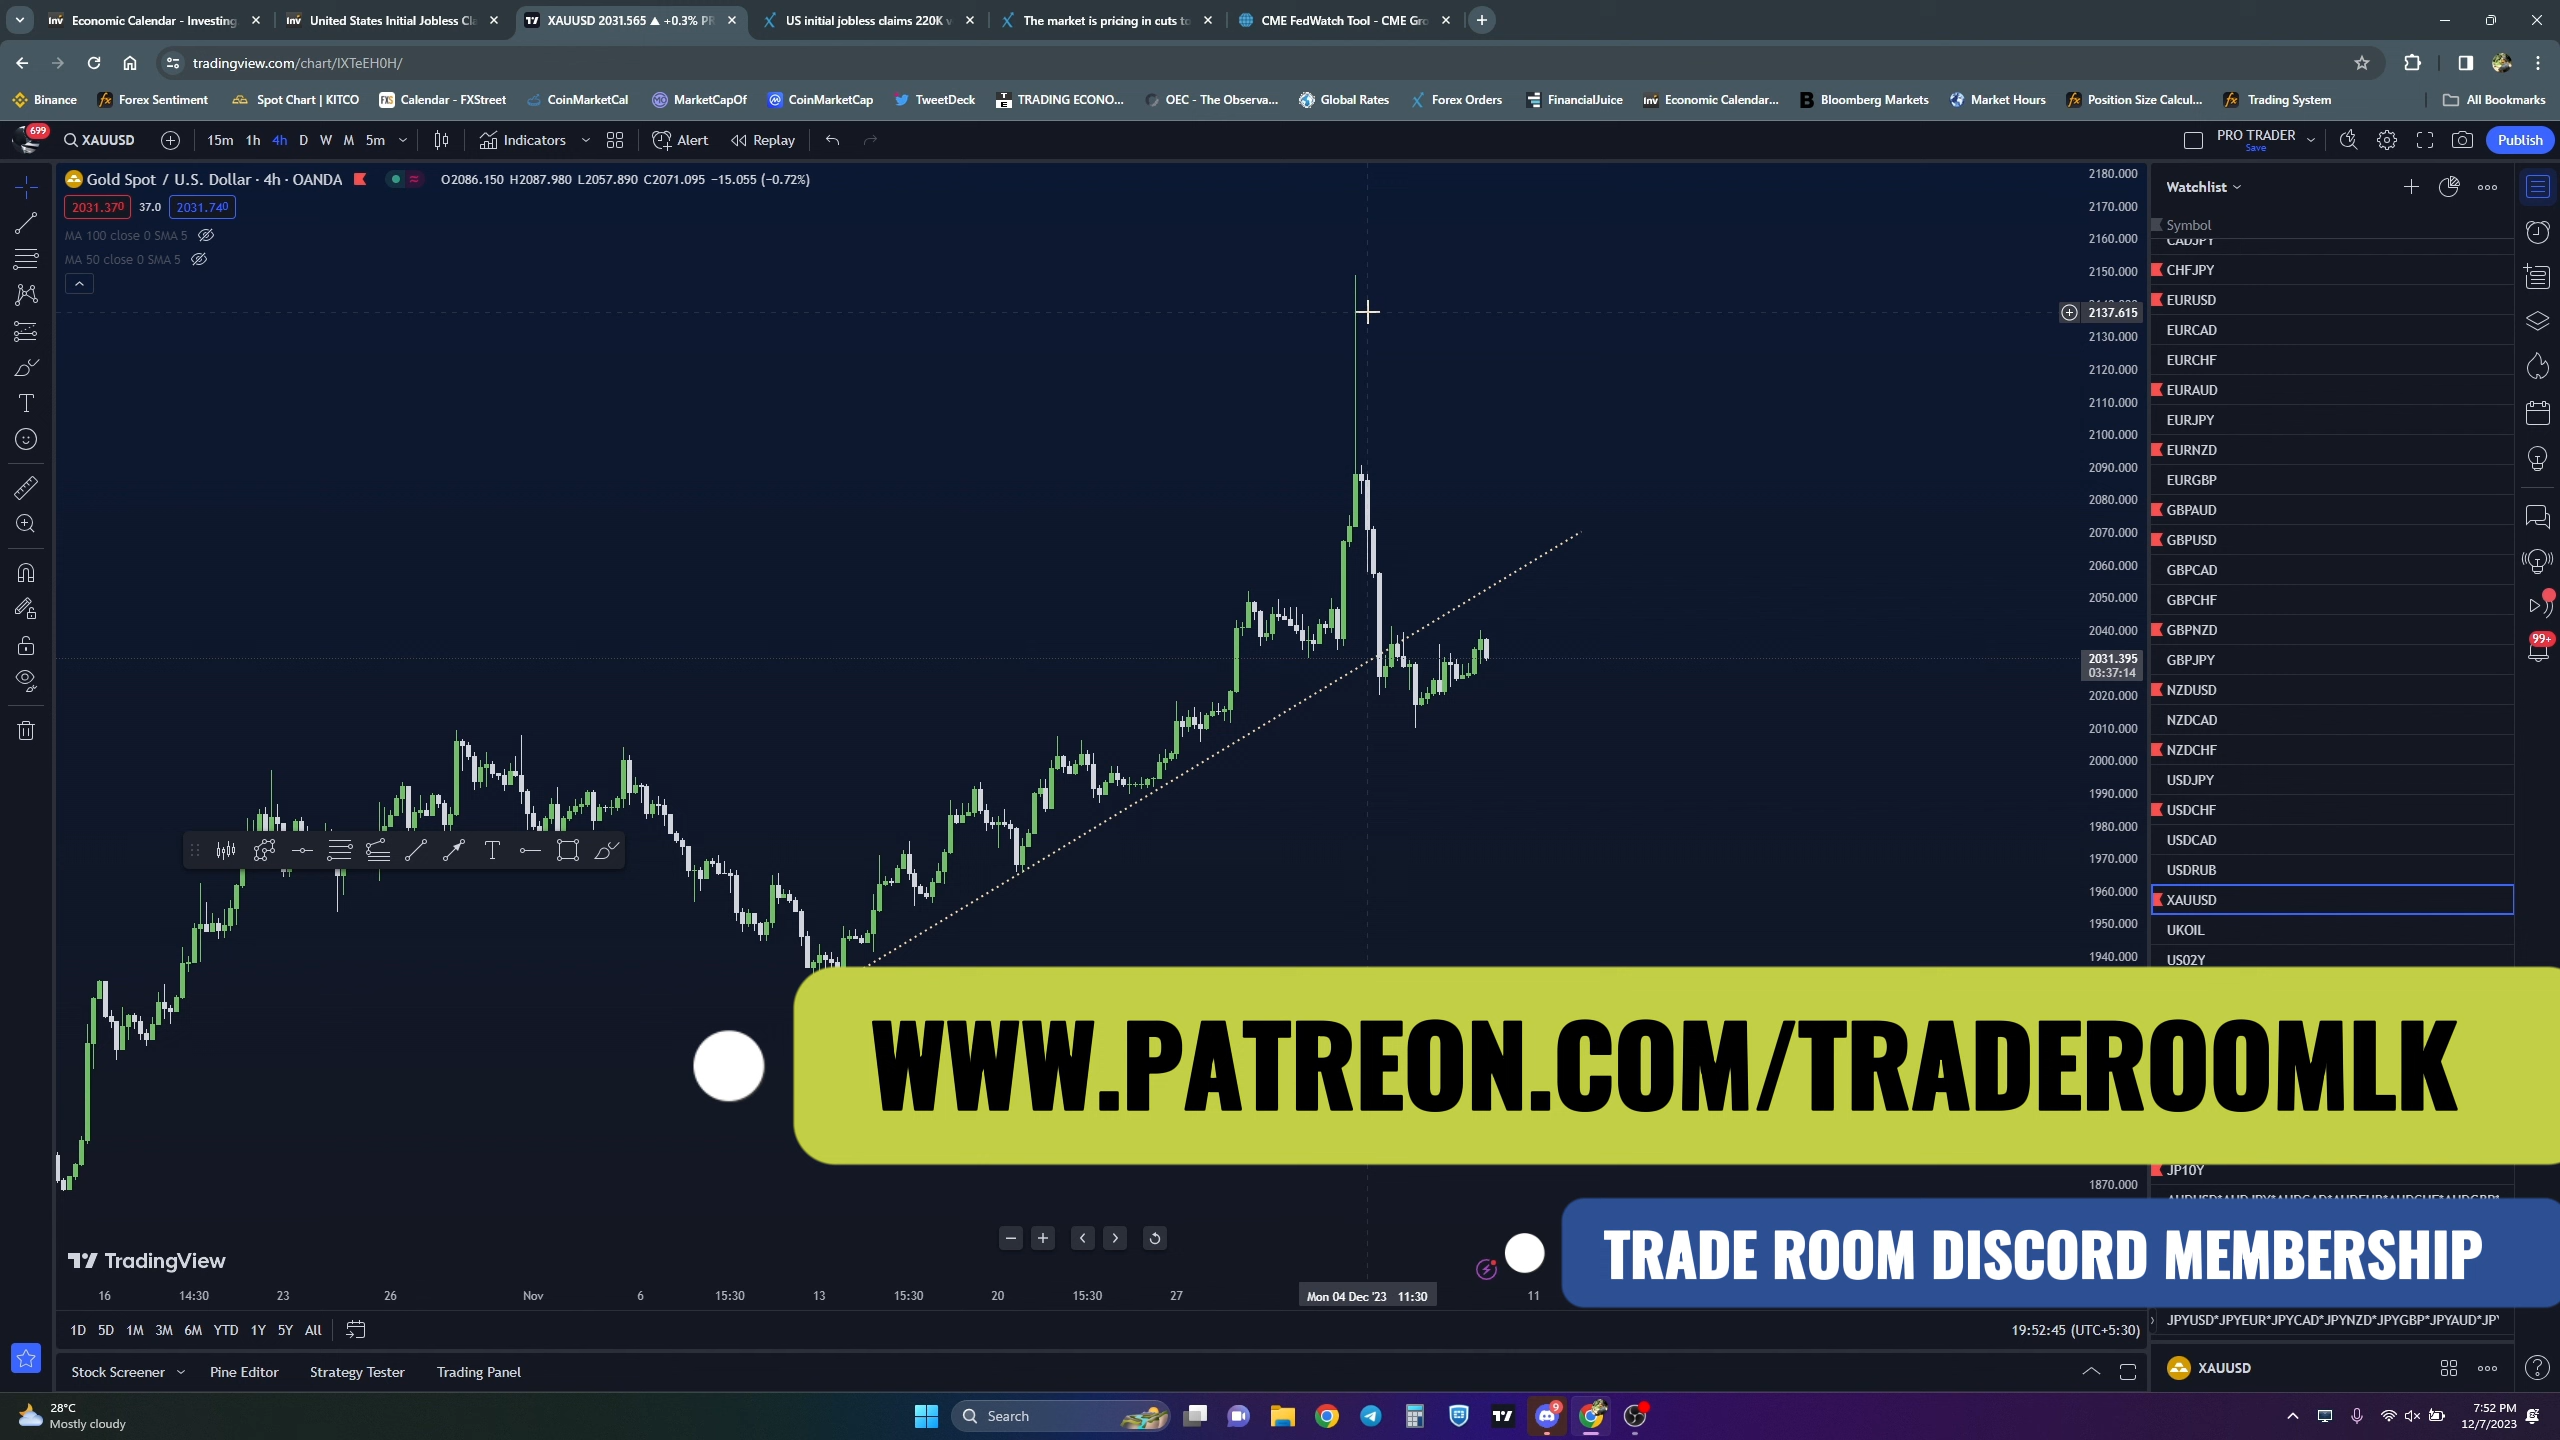 Economic Calendar - Investing
United States Initial Jobless Cl
XAUUSD 2031.565 ▲ +0.3% PR
US initial jobless claims 220K v
The market is pricing in cuts to
CME FedWatch Tool - CME Gro
tradingview.com/chart/IXTeEH0H/
Binance
Forex Sentiment
Spot Chart | KITCO
Calendar - FXStreet
CoinMarketCal
MarketCapOf
CoinMarketCap
TweetDeck
TRADING ECONO...
OEC - The Observa...
Global Rates
Forex Orders
FinancialJuice
Economic Calendar...
Bloomberg Markets
Market Hours
Position Size Calcul...
Trading System
All Bookmarks
699
XAUUSD
15m 1h 4h D W M 5m
Indicators
Alert
Replay
PRO TRADER
Save
Publish
Gold Spot / U.S. Dollar · 4h · OANDA
O2086.150 H2087.980 L2057.890 C2071.095 −15.055 (−0.72%)
2031.370 37.0 2031.740
MA 100 close 0 SMA 5
MA 50 close 0 SMA 5
2180.000
2170.000
2160.000
2150.000
2137.615
2130.000
2120.000
2110.000
2100.000
2090.000
2080.000
2070.000
2060.000
2050.000
2040.000
2031.395
03:37:14
2020.000
2010.000
2000.000
1990.000
1980.000
1970.000
1960.000
1950.000
1940.000
1870.000
Watchlist
Symbol
CADJPY
CHFJPY
EURUSD
EURCAD
EURCHF
EURAUD
EURJPY
EURNZD
EURGBP
GBPAUD
GBPUSD
GBPCAD
GBPCHF
GBPNZD
GBPJPY
NZDUSD
NZDCAD
NZDCHF
USDJPY
USDCHF
USDCAD
USDRUB
XAUUSD
UKOIL
US02Y
JP10Y
99+
WWW.PATREON.COM/TRADEROOMLK
TRADE ROOM DISCORD MEMBERSHIP
JPYUSD*JPYEUR*JPYCAD*JPYNZD*JPYGBP*JPYAUD*JPY
TradingView
16 14:30 23 26 Nov 6 15:30 13 15:30 20 15:30 27 Mon 04 Dec '23 11:30 11
1D 5D 1M 3M 6M YTD 1Y 5Y All
19:52:45 (UTC+5:30)
Stock Screener
Pine Editor
Strategy Tester
Trading Panel
XAUUSD
28°C
Mostly cloudy
Search
9
7:52 PM
12/7/2023